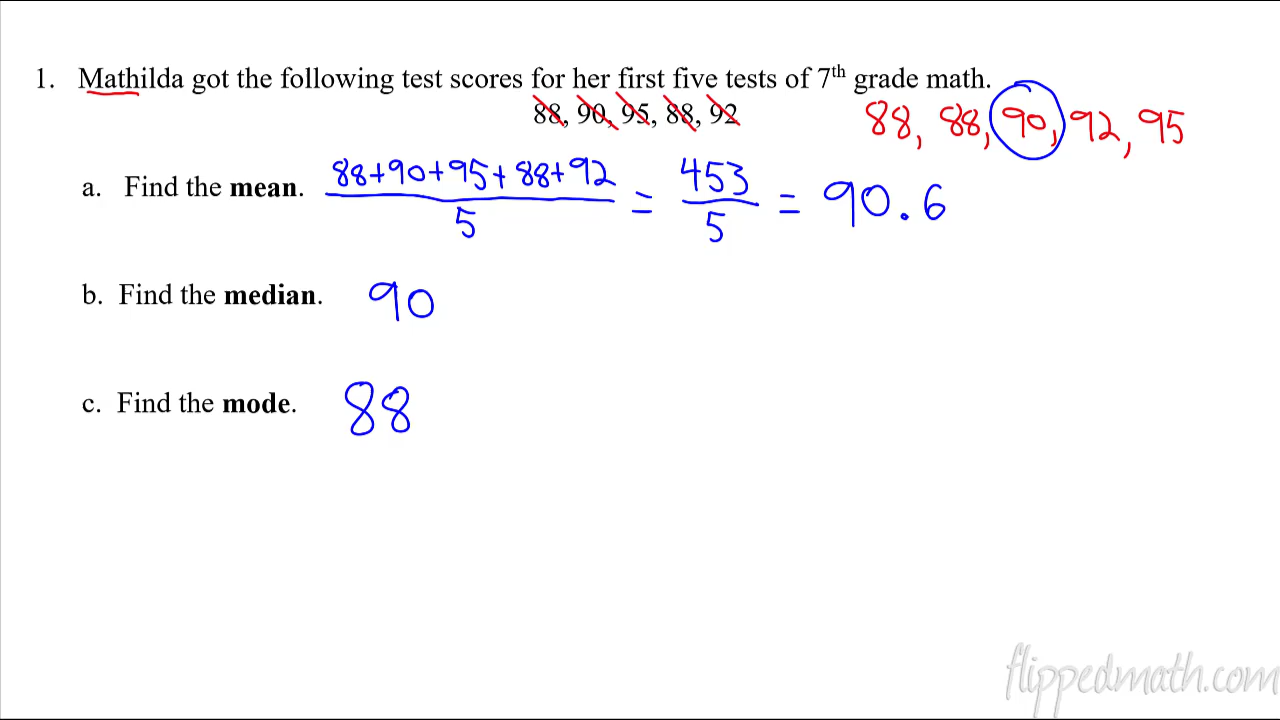 1. Mathilda got the following test scores for her first five tests of 7th grade math.
88, 90, 95, 88, 92
88, 88, 90, 92, 95
a. Find the mean. 88+90+95+88+92 / 5 = 453 / 5 = 90.6
b. Find the median. 90
c. Find the mode. 88
flippedmath.com